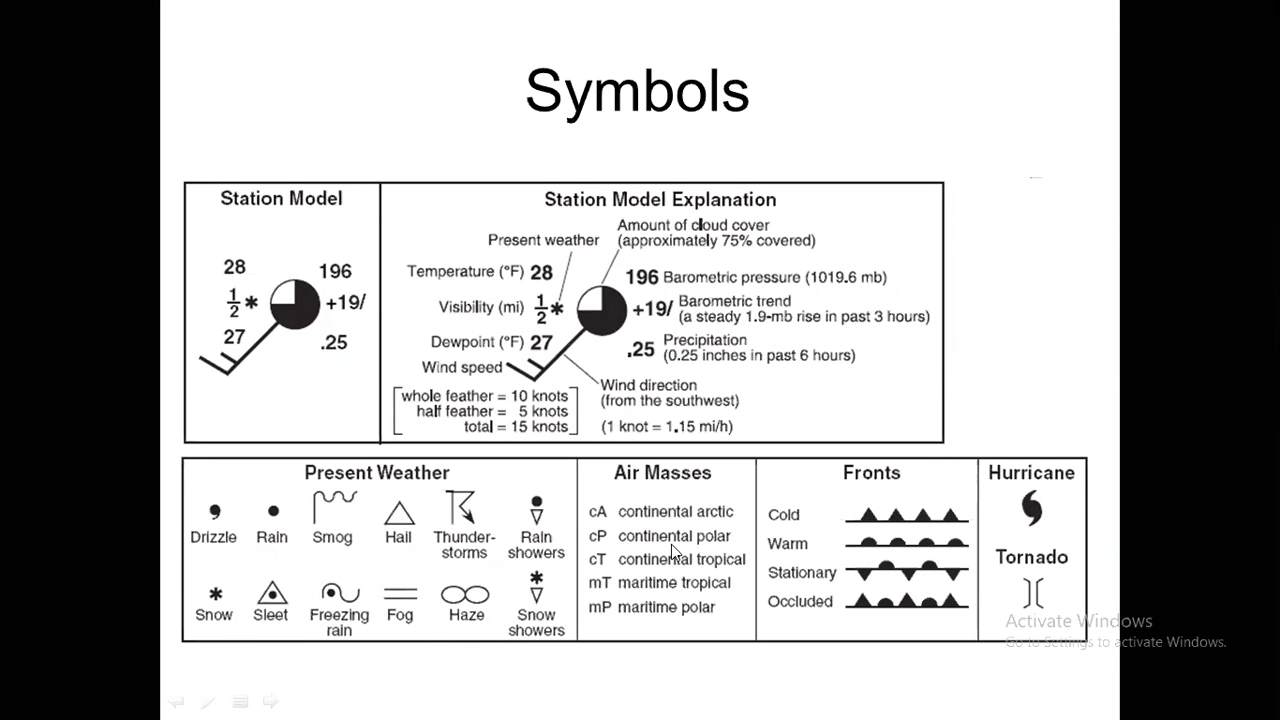 Symbols
Station Model
28
196
1/2
+19/
27
.25
Station Model Explanation
Amount of cloud cover
(approximately 75% covered)
Present weather
Temperature (°F) 28
196 Barometric pressure (1019.6 mb)
Visibility (mi) 1/2
+19/ Barometric trend
(a steady 1.9-mb rise in past 3 hours)
Dewpoint (°F) 27
.25 Precipitation
(0.25 inches in past 6 hours)
Wind speed
whole feather = 10 knots
half feather = 5 knots
total = 15 knots
Wind direction
(from the southwest)
(1 knot = 1.15 mi/h)
Present Weather
Drizzle
Rain
Smog
Hail
Thunder-
storms
Rain
showers
Snow
Sleet
Freezing
rain
Fog
Haze
Snow
showers
Air Masses
cA continental arctic
cP continental polar
cT continental tropical
mT maritime tropical
mP maritime polar
Fronts
Cold
Warm
Stationary
Occluded
Hurricane
Tornado
Activate Windows
Go to Settings to activate Windows.